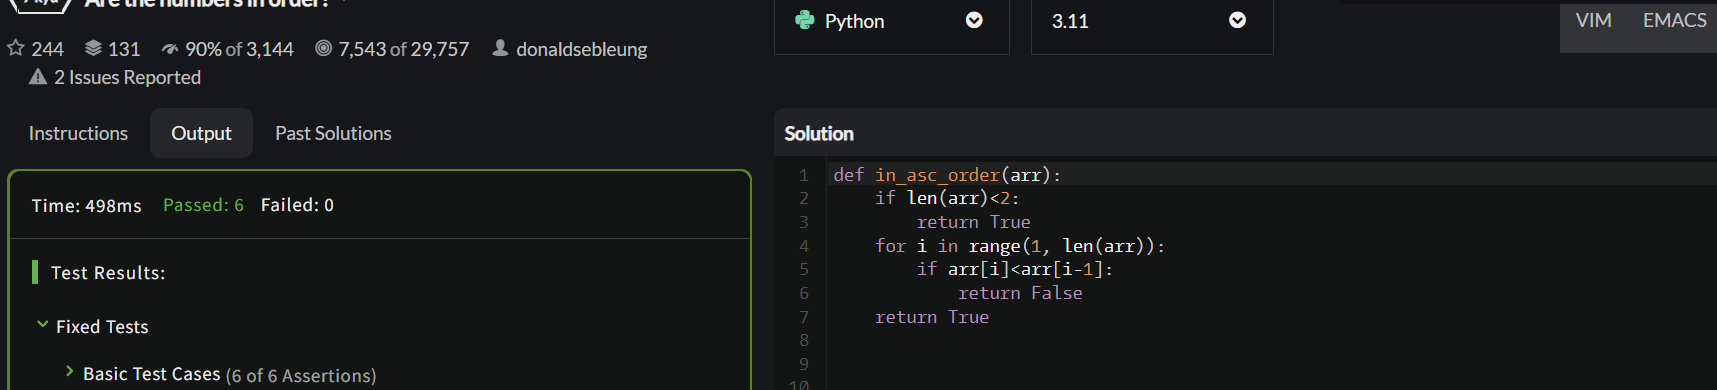 Are the numbers in order?
244 131 90% of 3,144 7,543 of 29,757 donaldsebleung
2 Issues Reported
Instructions Output Past Solutions
Time: 498ms Passed: 6 Failed: 0
Test Results:
Fixed Tests
Basic Test Cases (6 of 6 Assertions)
Python 3.11 VIM EMACS
Solution
1 def in_asc_order(arr):
2     if len(arr)<2:
3         return True
4     for i in range(1, len(arr)):
5         if arr[i]<arr[i-1]:
6             return False
7     return True
8
9
10